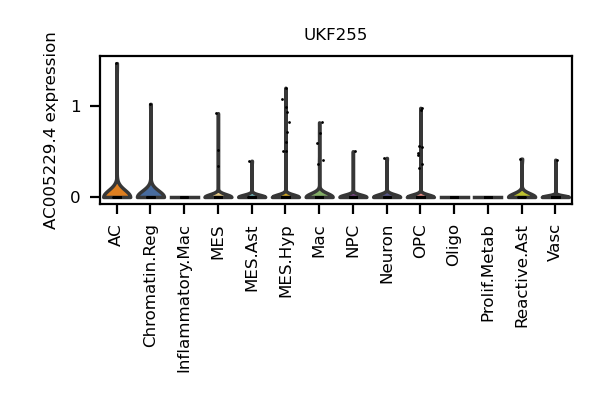 UKF255
AC005229.4 expression
1
0
AC
Chromatin.Reg
Inflammatory.Mac
MES
MES.Ast
MES.Hyp
Mac
NPC
Neuron
OPC
Oligo
Prolif.Metab
Reactive.Ast
Vasc